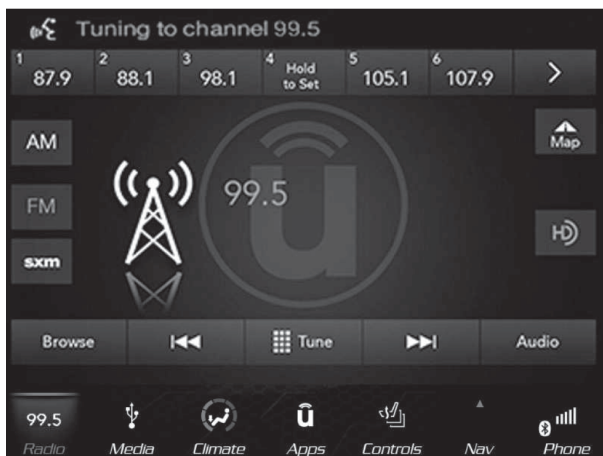 Tuning to channel 99.5
1 87.9 2 88.1 3 98.1 4 Hold to Set 5 105.1 6 107.9
AM
Map
99.5
FM
HD
sxm
Browse Tune Audio
99.5 û
Radio Media Climate Apps Controls Nav Phone